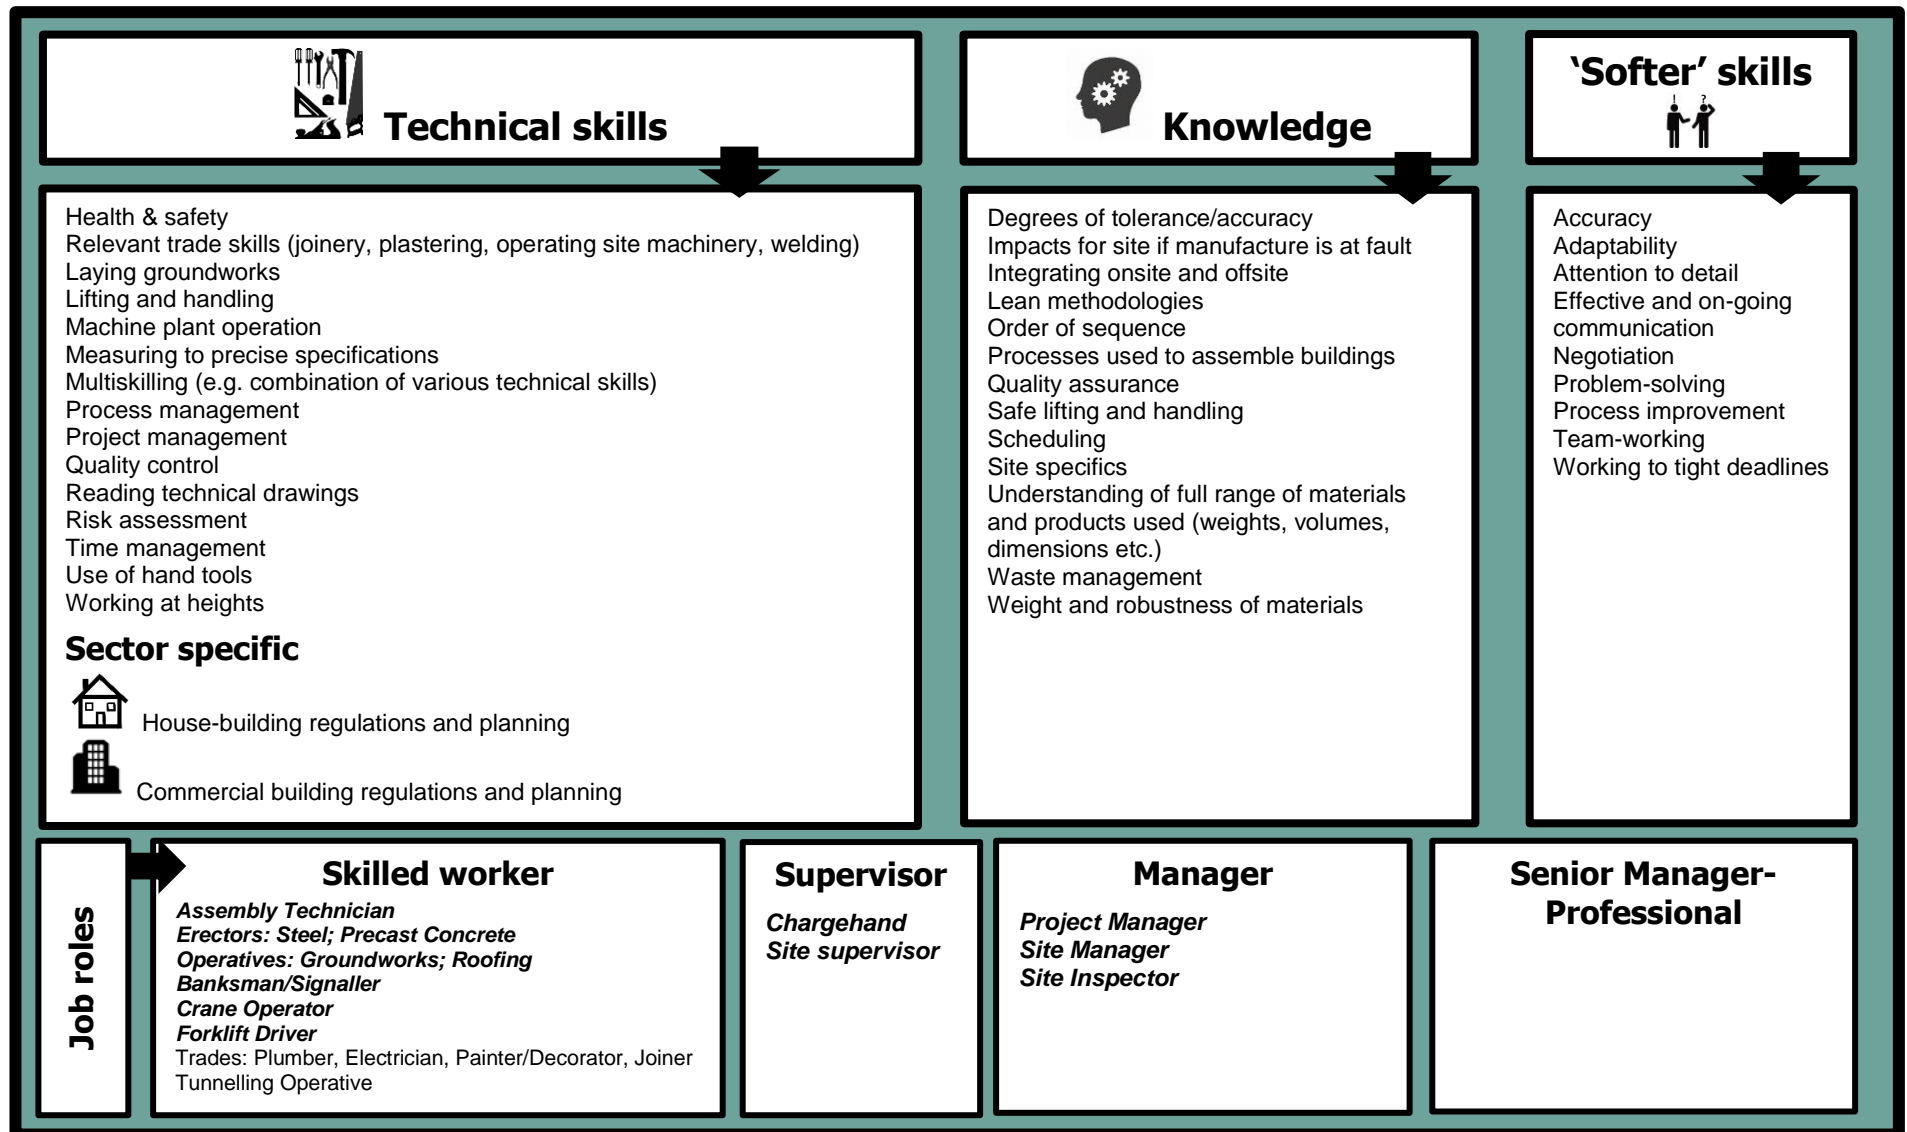 Technical skills
Health & safety
Relevant trade skills (joinery, plastering, operating site machinery, welding)
Laying groundworks
Lifting and handling
Machine plant operation
Measuring to precise specifications
Multiskilling (e.g. combination of various technical skills)
Process management
Project management
Quality control
Reading technical drawings
Risk assessment
Time management
Use of hand tools
Working at heights
Sector specific
House-building regulations and planning
Commercial building regulations and planning
Knowledge
Degrees of tolerance/accuracy
Impacts for site if manufacture is at fault
Integrating onsite and offsite
Lean methodologies
Order of sequence
Processes used to assemble buildings
Quality assurance
Safe lifting and handling
Scheduling
Site specifics
Understanding of full range of materials
and products used (weights, volumes,
dimensions etc.)
Waste management
Weight and robustness of materials
‘Softer’ skills
! ?
Accuracy
Adaptability
Attention to detail
Effective and on-going
communication
Negotiation
Problem-solving
Process improvement
Team-working
Working to tight deadlines
Job roles
Skilled worker
Assembly Technician
Erectors: Steel; Precast Concrete
Operatives: Groundworks; Roofing
Banksman/Signaller
Crane Operator
Forklift Driver
Trades: Plumber, Electrician, Painter/Decorator, Joiner
Tunnelling Operative
Supervisor
Chargehand
Site supervisor
Manager
Project Manager
Site Manager
Site Inspector
Senior Manager-
Professional